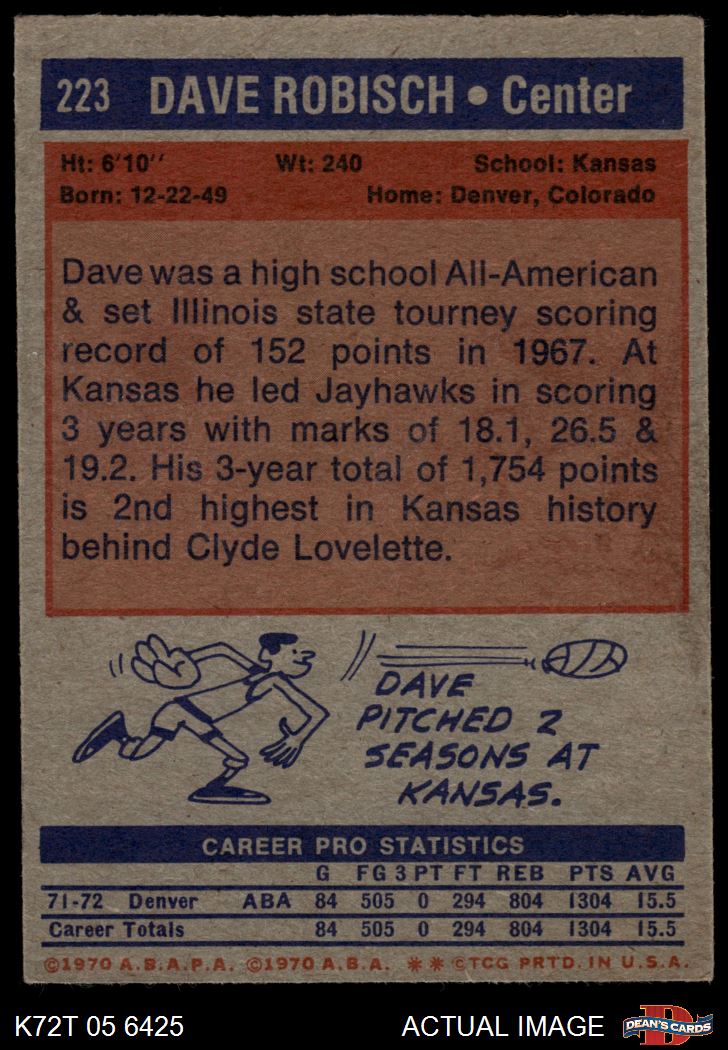 223 DAVE ROBISCH • Center
Ht: 6'10'' Wt: 240 School: Kansas
Born: 12-22-49 Home: Denver, Colorado
Dave was a high school All-American
& set Illinois state tourney scoring
record of 152 points in 1967. At
Kansas he led Jayhawks in scoring
3 years with marks of 18.1, 26.5 &
19.2. His 3-year total of 1,754 points
is 2nd highest in Kansas history
behind Clyde Lovelette.
DAVE
PITCHED 2
SEASONS AT
KANSAS.
CAREER PRO STATISTICS
G FG 3 PT FT REB PTS AVG
71-72 Denver ABA 84 505 0 294 804 1304 15.5
Career Totals 84 505 0 294 804 1304 15.5
©1970 A.B.A.P.A. ©1970 A.B.A. ** ©TCG PRTD. IN U.S.A.
K72T 05 6425 ACTUAL IMAGE D DEAN'S CARDS